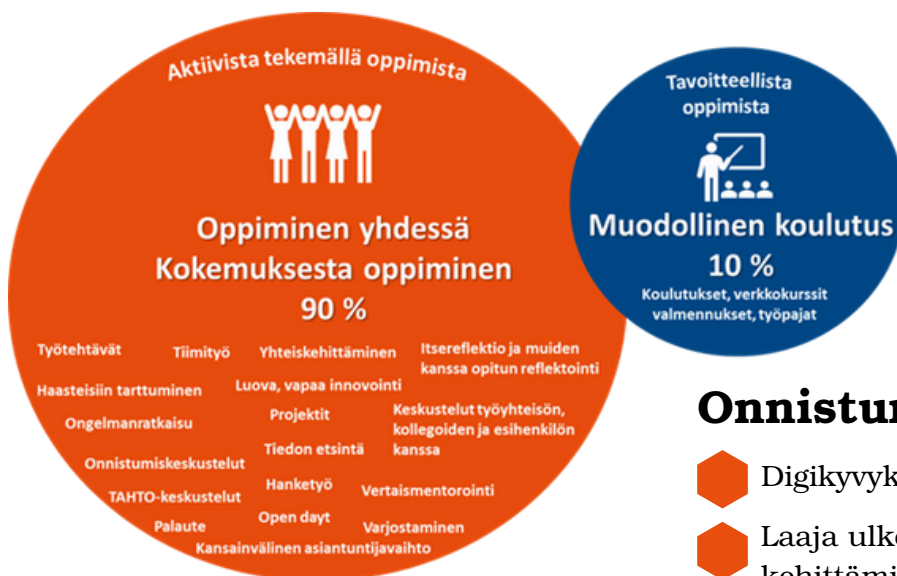 Aktiivista tekemällä oppimista
Oppiminen yhdessä
Kokemuksesta oppiminen
90 %
Työtehtävät
Tiimityö
Yhteiskehittäminen
Itsereflektio ja muiden
kanssa opitun reflektointi
Haasteisiin tarttuminen
Luova, vapaa innovointi
Ongelmanratkaisu
Projektit
Keskustelut työyhteisön,
kollegoiden ja esihenkilön
kanssa
Tiedon etsintä
Onnistumiskeskustelut
Hanketyö
TAHTO-keskustelut
Vertaismentorointi
Palaute
Open dayt
Varjostaminen
Kansainvälinen asiantuntijavaihto
Tavoitteellista
oppimista
Muodollinen koulutus
10 %
Koulutukset, verkkokurssit
valmennukset, työpajat